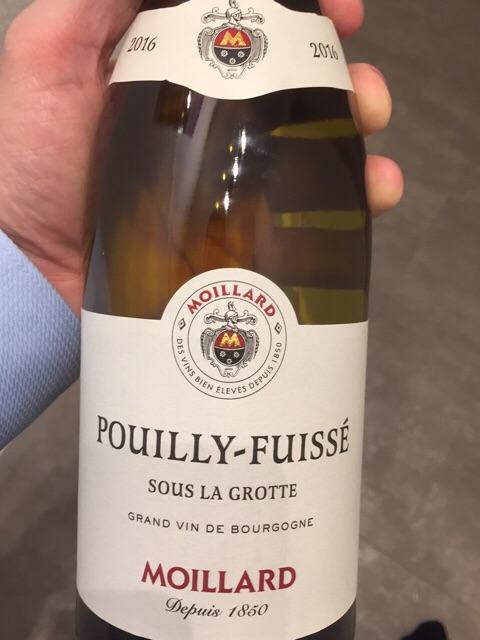 2016
M
2016
MOILLARD
M
DES VINS BIEN ÉLEVÉS DEPUIS 1850
POUILLY-FUISSÉ
SOUS LA GROTTE
GRAND VIN DE BOURGOGNE
MOILLARD
Depuis 1850